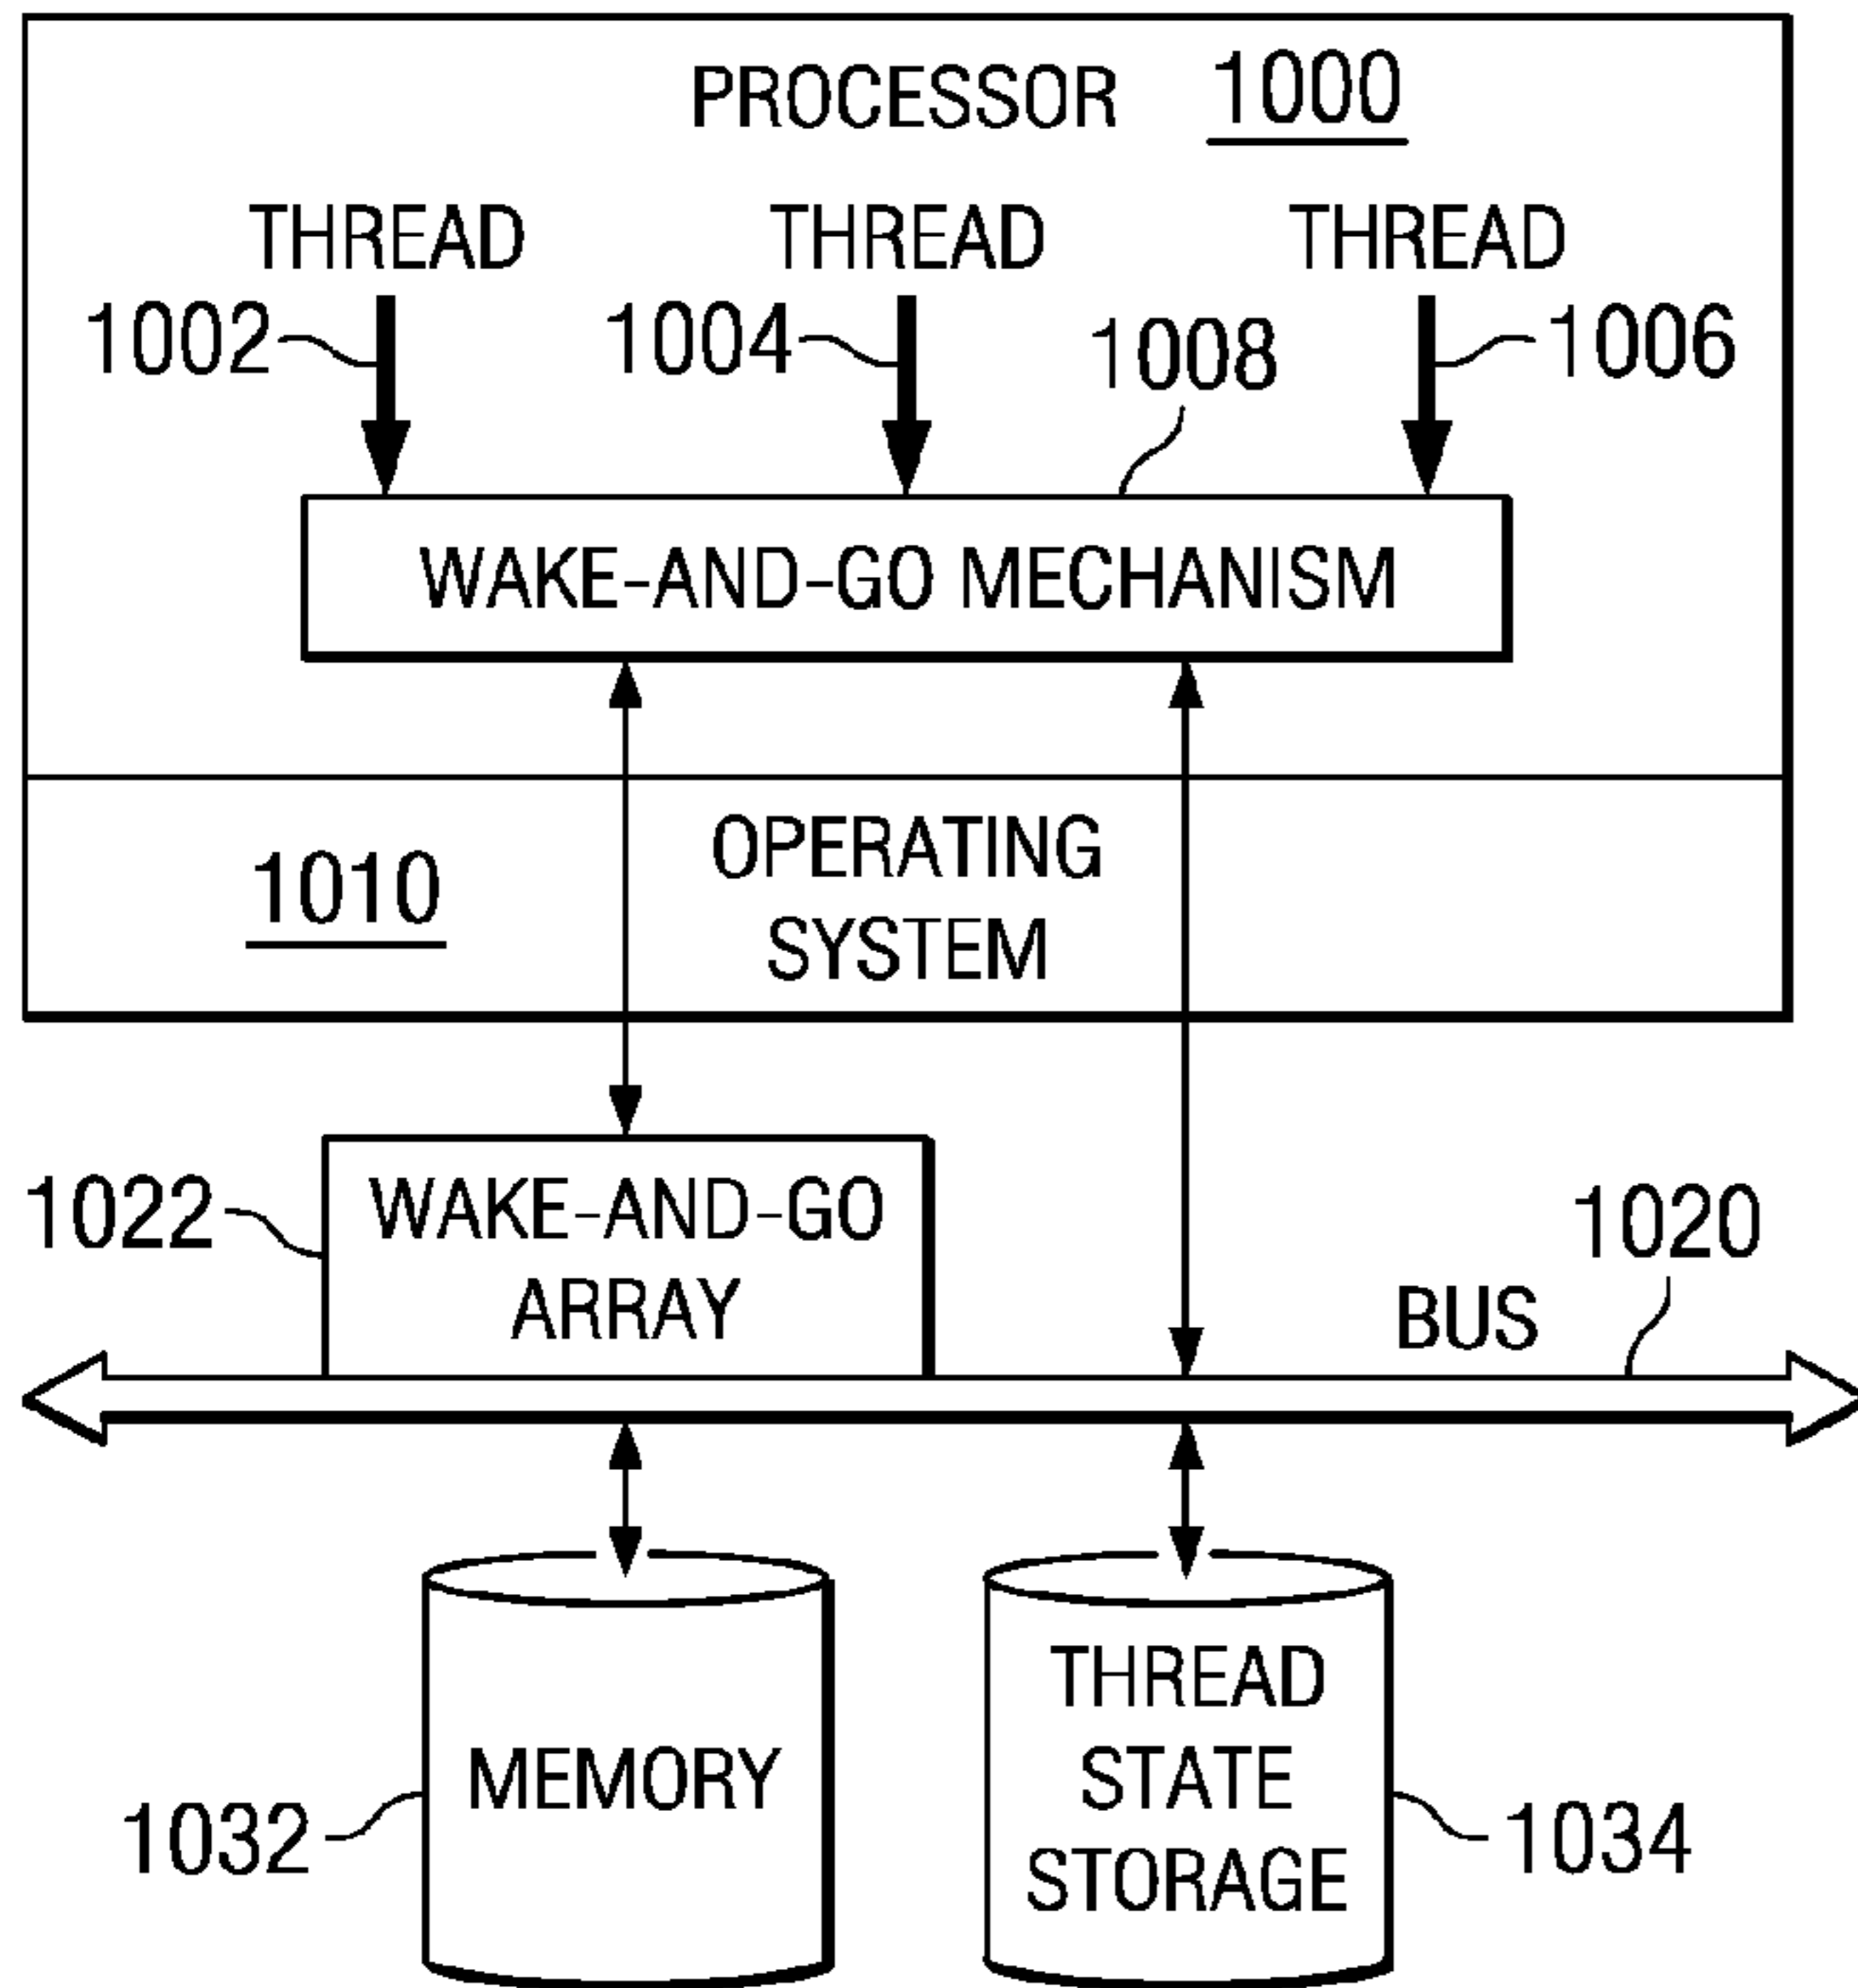 PROCESSOR 1000
THREAD THREAD THREAD
1002 1004 1008 1006
WAKE-AND-GO MECHANISM
OPERATING
1010
SYSTEM
1022
WAKE-AND-GO
ARRAY
1020
BUS
THREAD
STATE
STORAGE
MEMORY
1032
1034